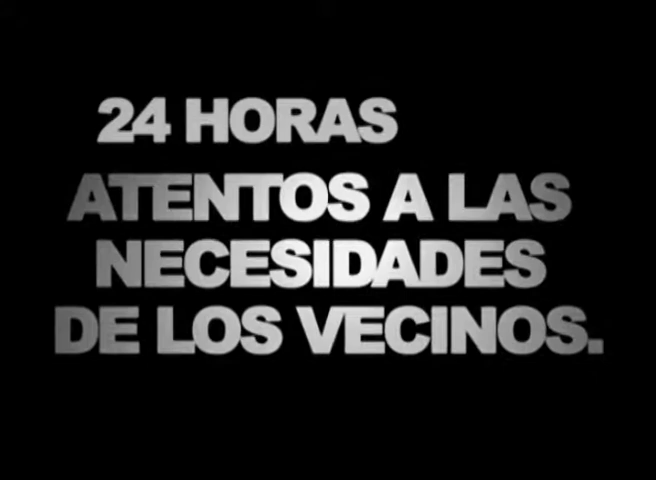 24 HORAS
ATENTOS A LAS
NECESIDADES
DE LOS VECINOS.